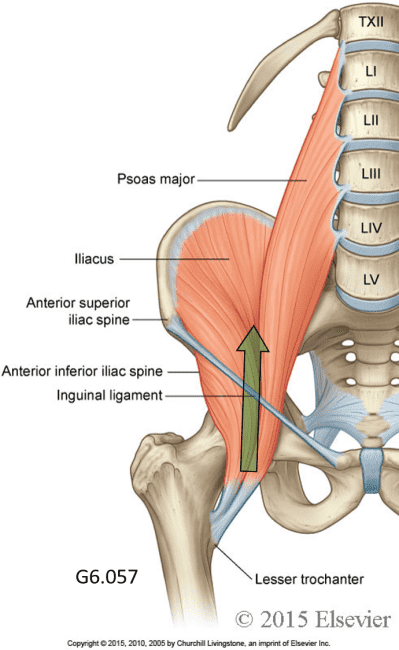 TXII
LI
LII
LIII
LIV
LV
Psoas major
Iliacus
Anterior superior
iliac spine
Anterior inferior iliac spine
Inguinal ligament
G6.057
Lesser trochanter
© 2015 Elsevier
Copyright © 2015, 2010, 2005 by Churchill Livingstone, an imprint of Elsevier Inc.